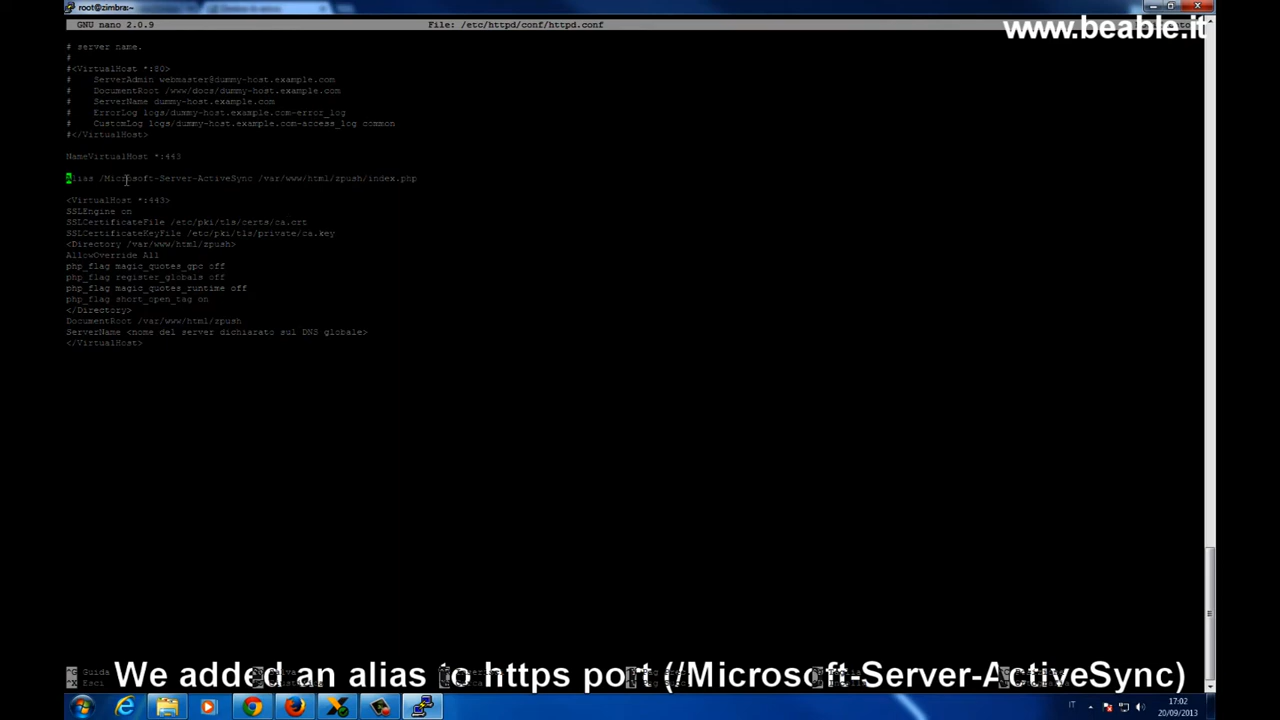 root@zimbra:~
www.beable.it
GNU nano 2.0.9 File: /etc/httpd/conf/httpd.conf
# server name.
#
#<VirtualHost *:80>
# ServerAdmin webmaster@dummy-host.example.com
# DocumentRoot /www/docs/dummy-host.example.com
# ServerName dummy-host.example.com
# ErrorLog logs/dummy-host.example.com-error_log
# CustomLog logs/dummy-host.example.com-access_log common
#</VirtualHost>
NameVirtualHost *:443
Alias /Microsoft-Server-ActiveSync /var/www/html/zpush/index.php
<VirtualHost *:443>
SSLEngine on
SSLCertificateFile /etc/pki/tls/certs/ca.crt
SSLCertificateKeyFile /etc/pki/tls/private/ca.key
<Directory /var/www/html/zpush>
AllowOverride All
php_flag magic_quotes_gpc off
php_flag register_globals off
php_flag magic_quotes_runtime off
php_flag short_open_tag on
</Directory>
DocumentRoot /var/www/html/zpush
ServerName <nome del server dichiarato sul DNS globale>
</VirtualHost>
^G Guida
^X Esci
We added an alias to https port (/Microsoft-Server-ActiveSync)
IT
17:02
20/09/2013